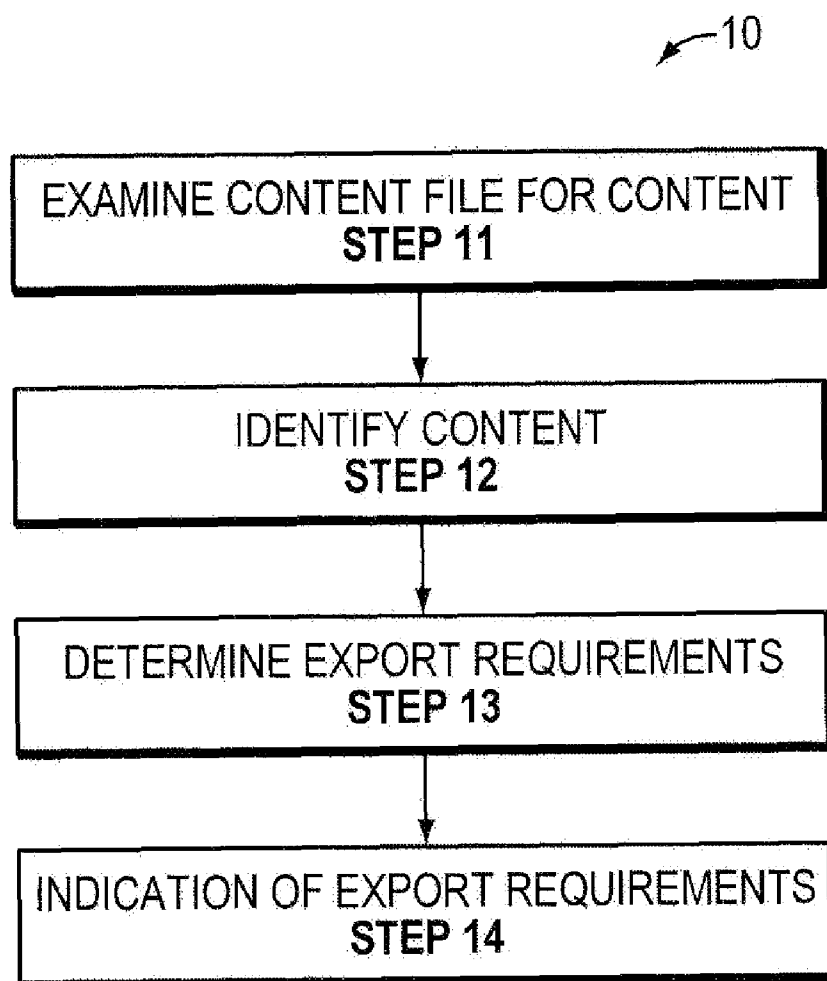 10
EXAMINE CONTENT FILE FOR CONTENT
STEP 11
IDENTIFY CONTENT
STEP 12
DETERMINE EXPORT REQUIREMENTS
STEP 13
INDICATION OF EXPORT REQUIREMENTS
STEP 14